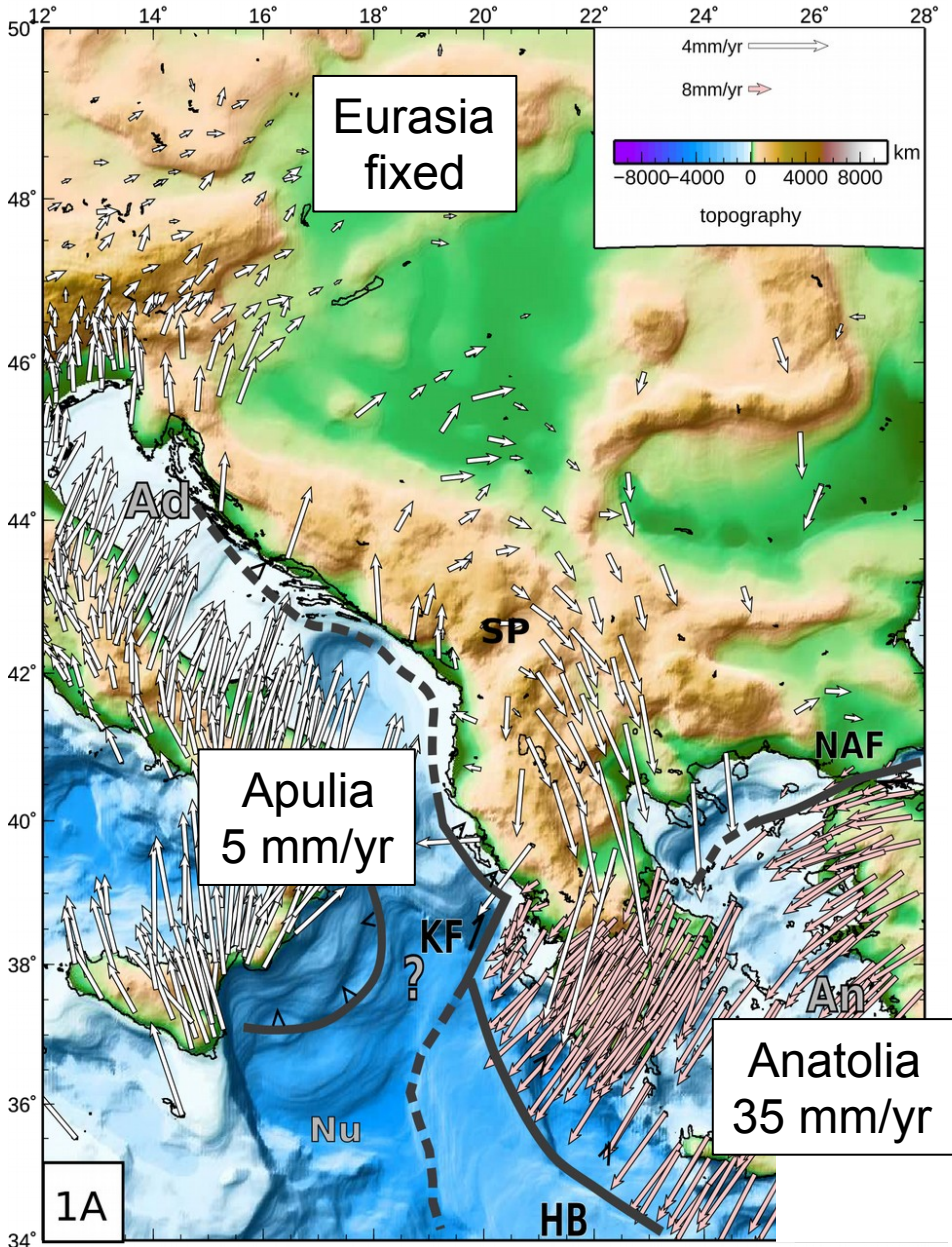 12° 14° 16° 18° 20° 22° 24° 26° 28°
50°
4mm/yr
8mm/yr
Eurasia
fixed
km
−8000−4000 0 4000 8000
topography
48°
46°
Ad
44°
SP
42°
NAF
Apulia
5 mm/yr
40°
KF
?
38°
An
Anatolia
35 mm/yr
36°
Nu
1A
HB
34°